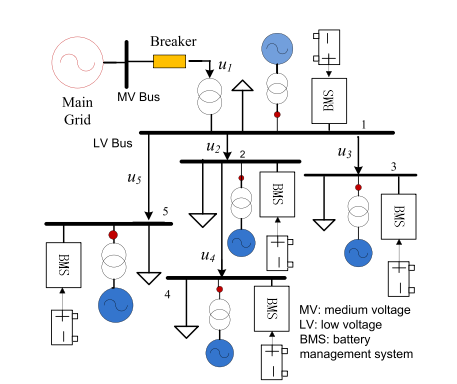 Breaker
u1
MV Bus
Main
Grid
BMS
1
LV Bus
u2
2
u3
3
u5
BMS
BMS
5
BMS
u4
4
BMS
MV: medium voltage
LV: low voltage
BMS: battery
management system